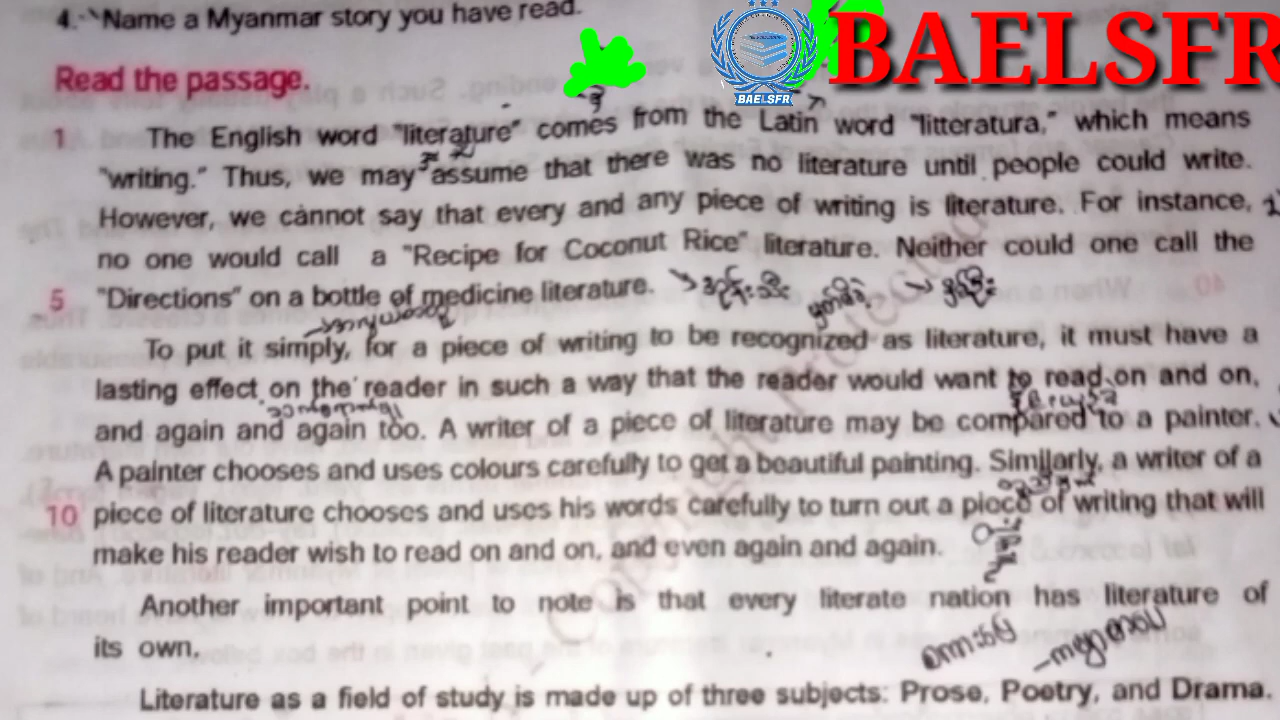 4. Name a Myanmar story you have read.
BAELSFR
BAELSFR
Read the passage.
1 The English word "literature" comes from the Latin word "litteratura," which means
"writing." Thus, we may assume that there was no literature until people could write.
However, we cannot say that every and any piece of writing is literature. For instance,
no one would call a "Recipe for Coconut Rice" literature. Neither could one call the
5 "Directions" on a bottle of medicine literature.
To put it simply, for a piece of writing to be recognized as literature, it must have a
lasting effect on the reader in such a way that the reader would want to read on and on,
and again and again too. A writer of a piece of literature may be compared to a painter.
A painter chooses and uses colours carefully to get a beautiful painting. Similarly, a writer of a
10 piece of literature chooses and uses his words carefully to turn out a piece of writing that will
make his reader wish to read on and on, and even again and again.
Another important point to note is that every literate nation has literature of
its own.
Literature as a field of study is made up of three subjects: Prose, Poetry, and Drama.